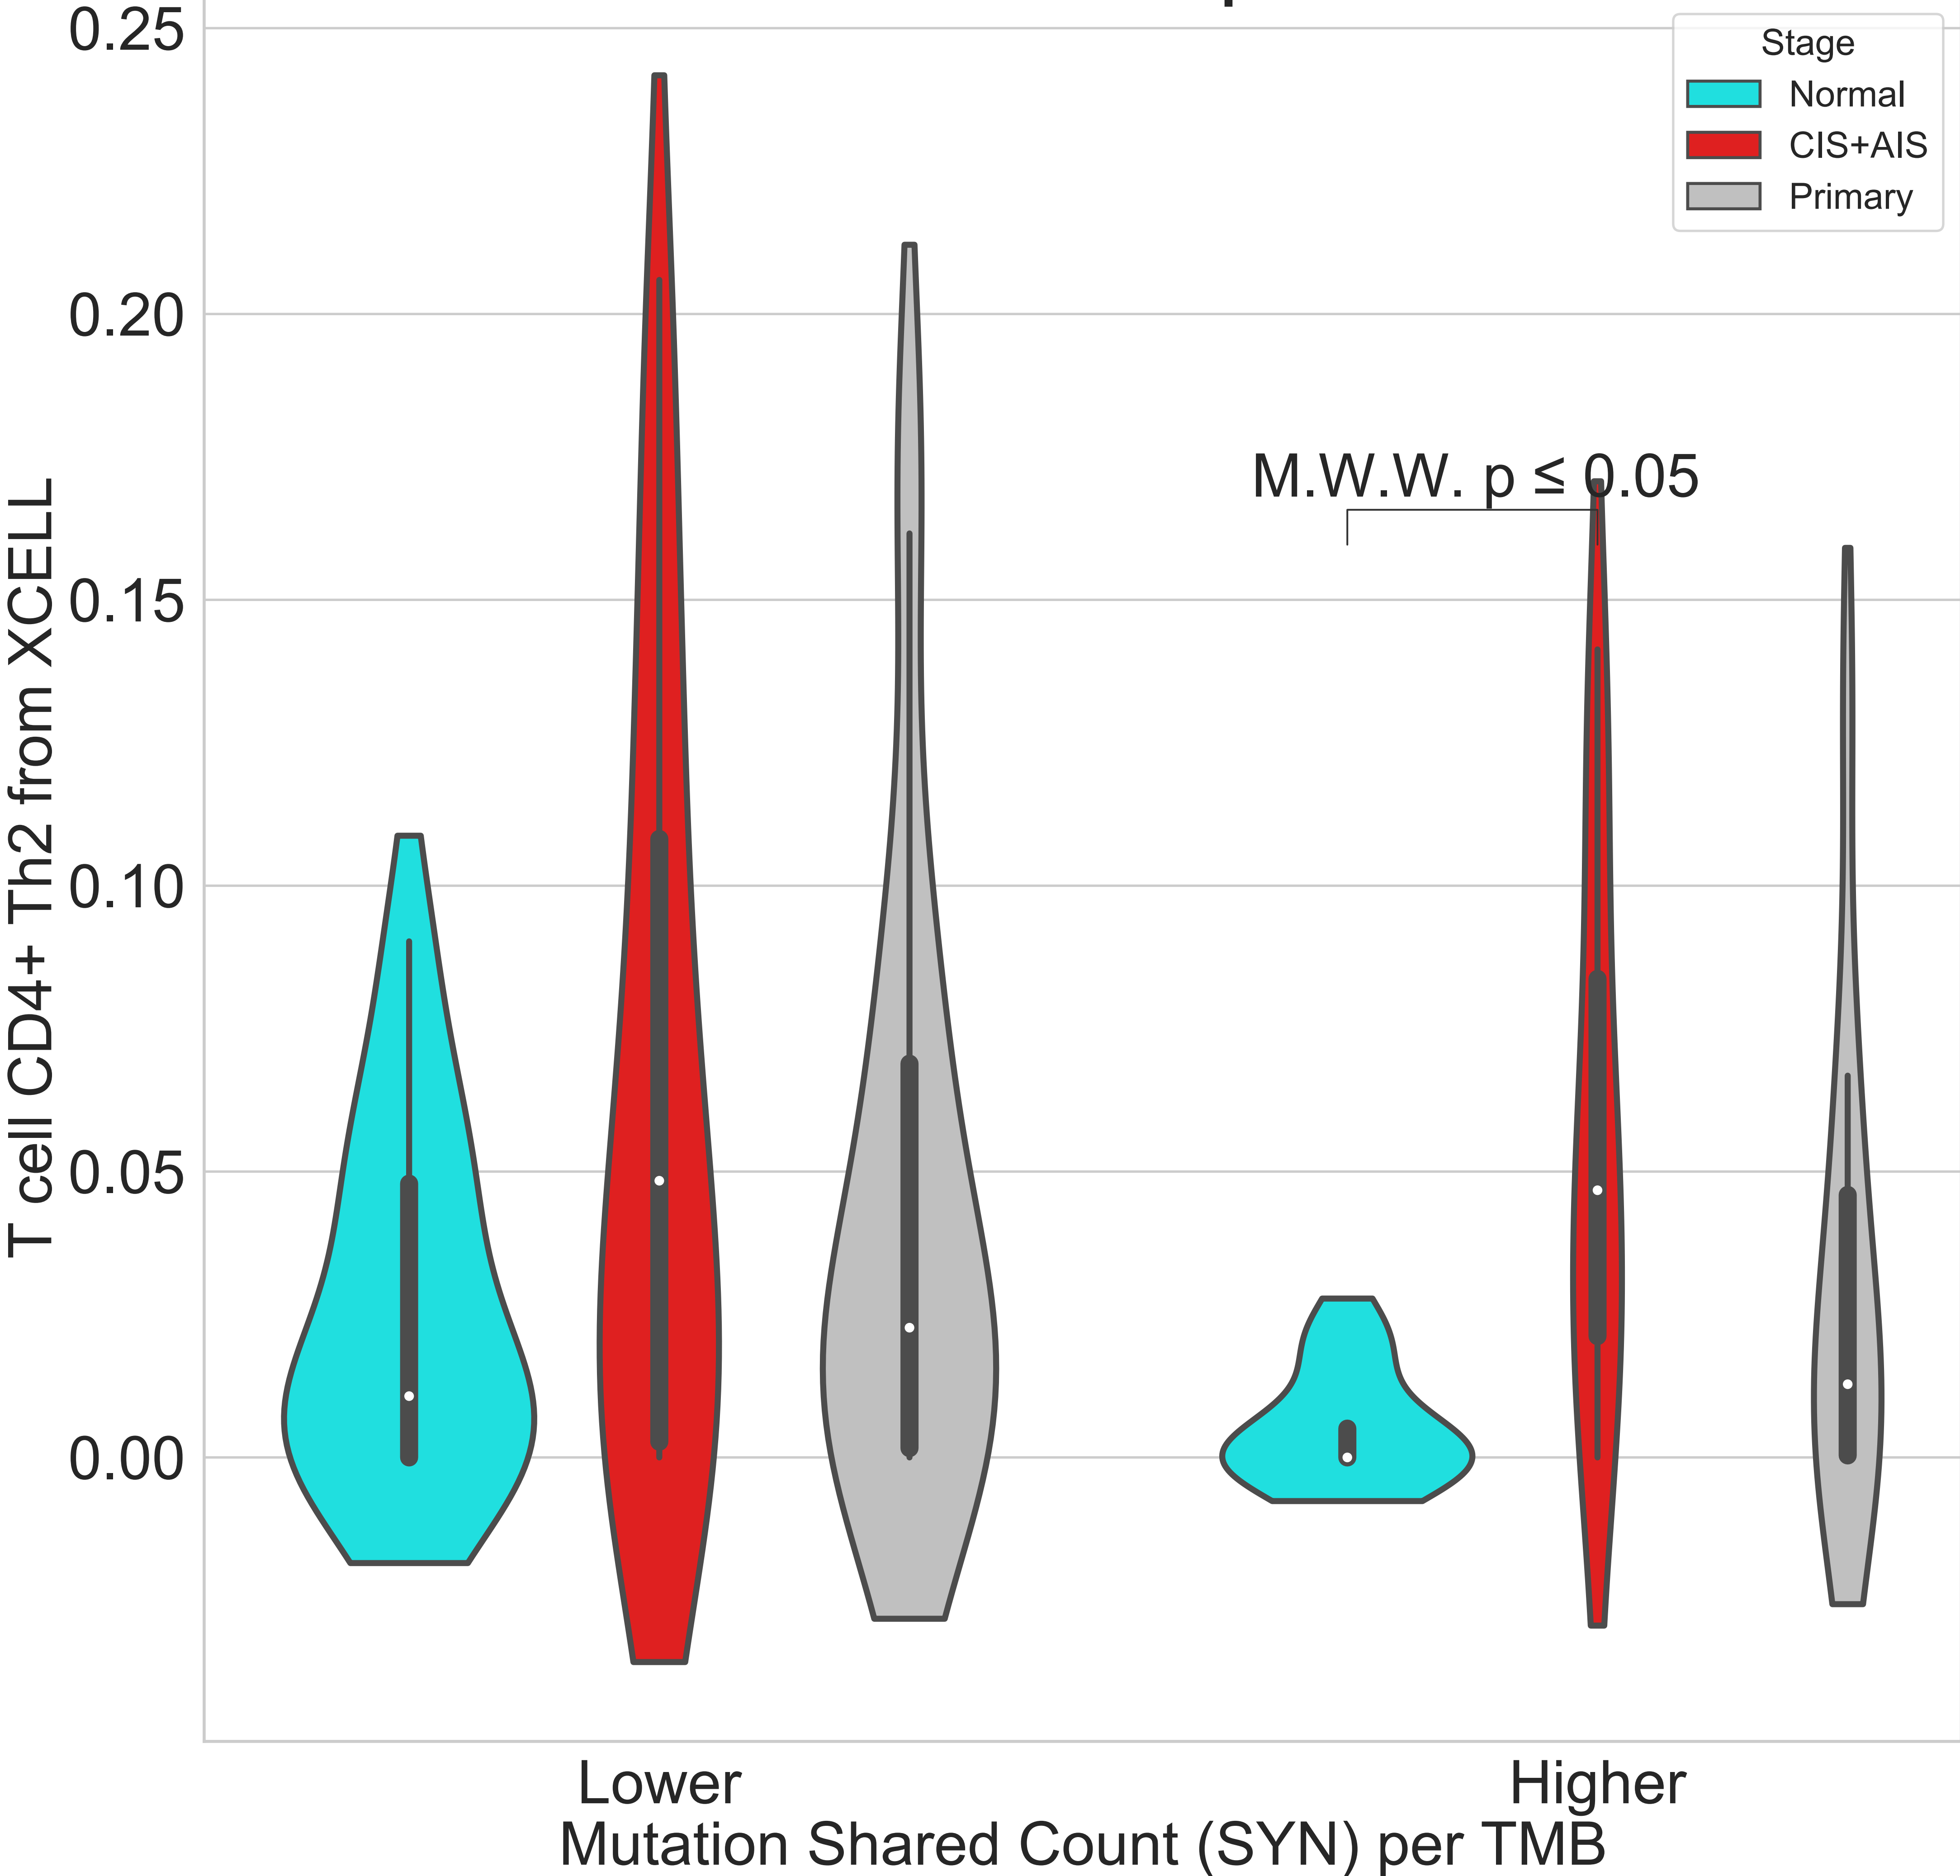 0.25
0.20
0.15
0.10
0.05
0.00
T cell CD4+ Th2 from XCELL
Stage
Normal
CIS+AIS
Primary
M.W.W. p ≤ 0.05
Lower
Higher
Mutation Shared Count (SYN) per TMB